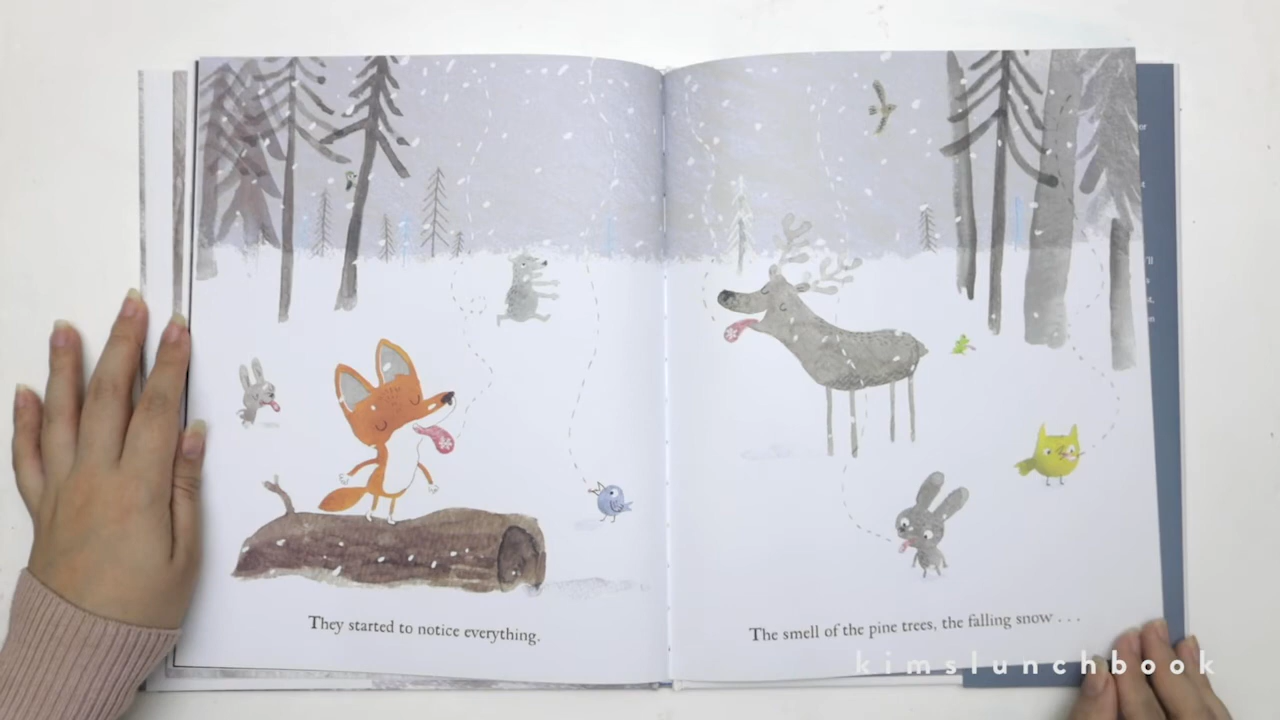 They started to notice everything.
The smell of the pine trees, the falling snow . . .
kimslunchbook